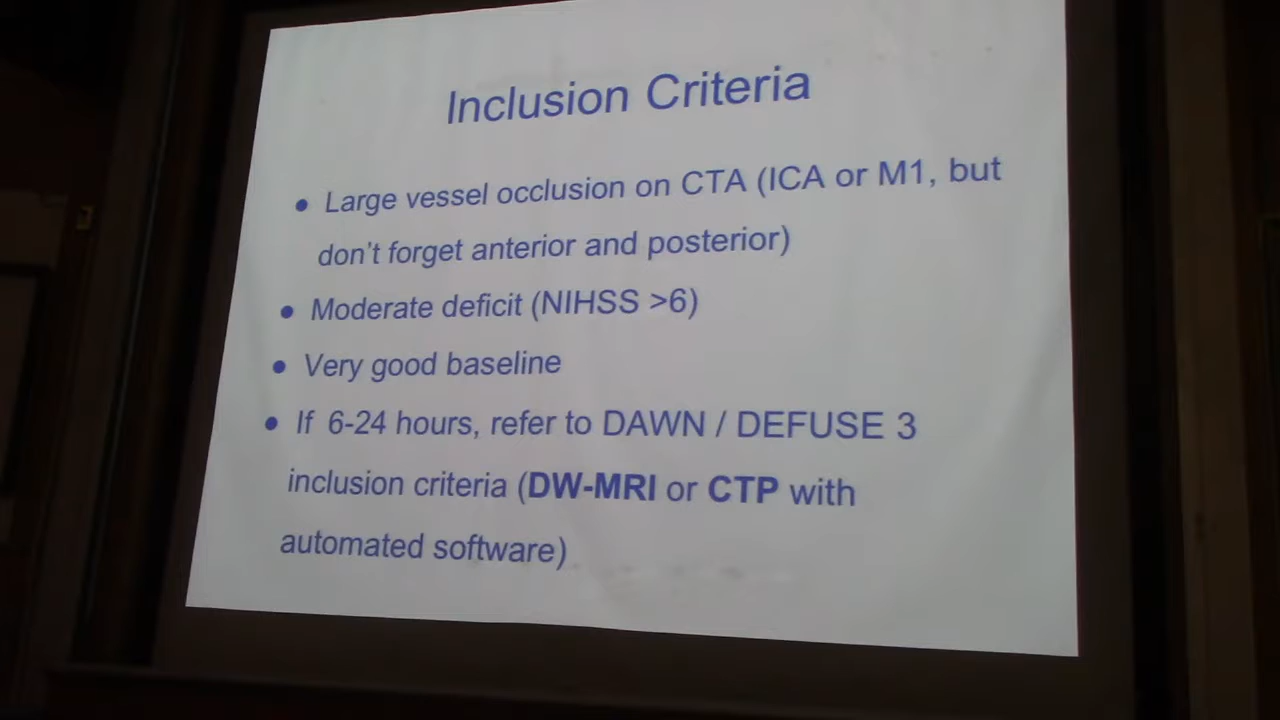 Inclusion Criteria
• Large vessel occlusion on CTA (ICA or M1, but
don't forget anterior and posterior)
• Moderate deficit (NIHSS >6)
• Very good baseline
• If 6-24 hours, refer to DAWN / DEFUSE 3
inclusion criteria (DW-MRI or CTP with
automated software)